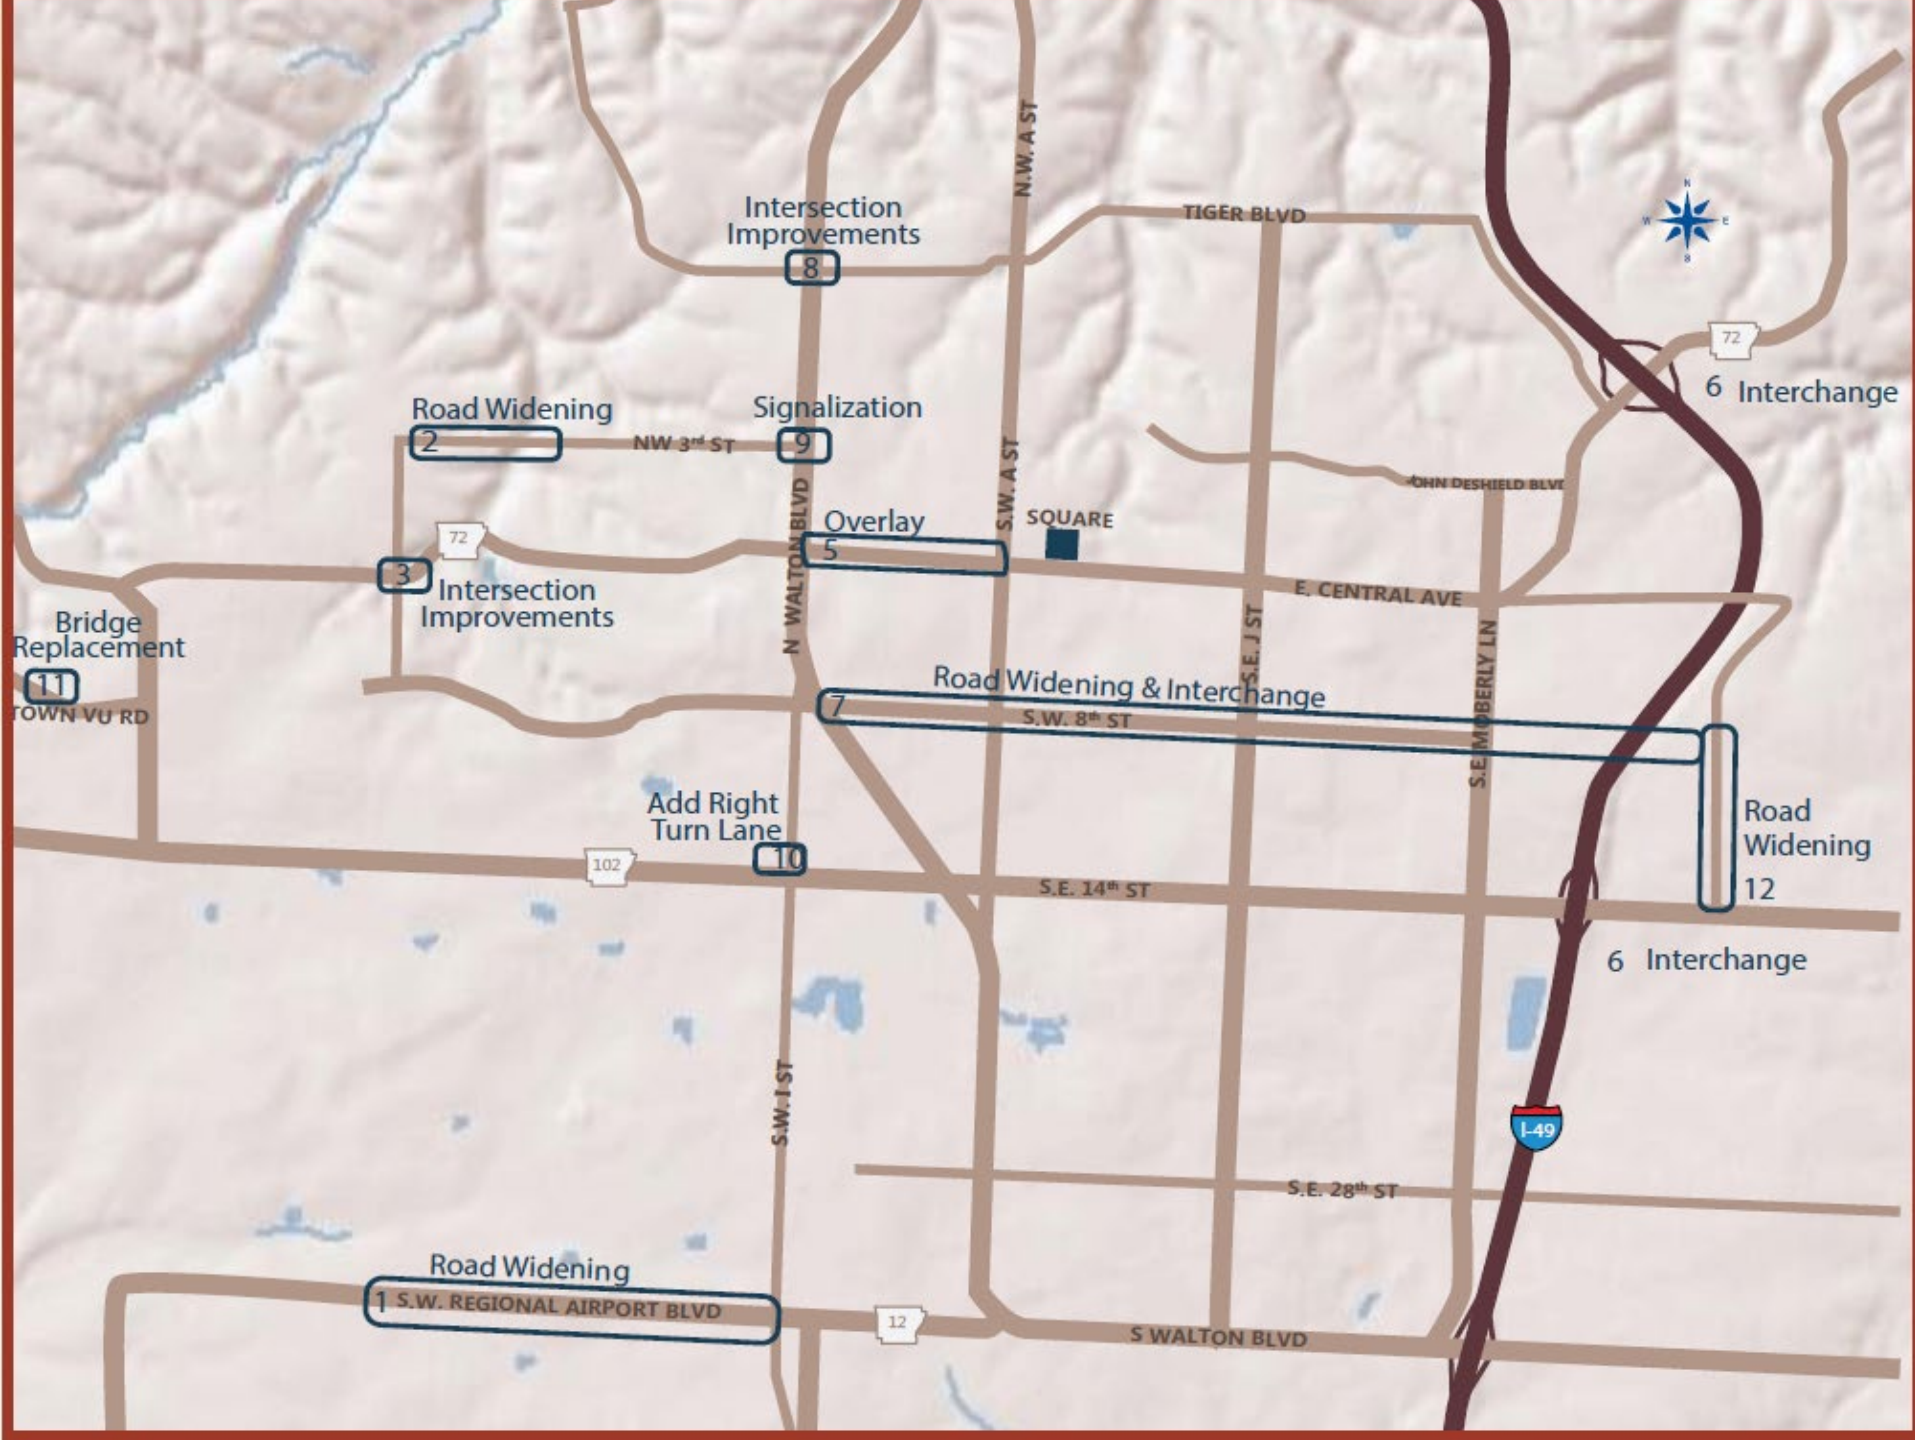 N.W. A ST
N
W E
S
Intersection
Improvements
8
TIGER BLVD
72
6 Interchange
Road Widening
2
NW 3rd ST
Signalization
9
S.W. A ST
OHN DESHIELD BLVD
N WALTON BLVD
Overlay
5
SQUARE
72
3
Intersection
Improvements
E. CENTRAL AVE
S.E. J ST
S.E. MOBERLY LN
Bridge
Replacement
11
TOWN VU RD
Road Widening & Interchange
7
S.W. 8th ST
Add Right
Turn Lane
10
102
S.E. 14th ST
Road
Widening
12
6 Interchange
S.W. I ST
I-49
S.E. 28th ST
Road Widening
1 S.W. REGIONAL AIRPORT BLVD
12
S WALTON BLVD